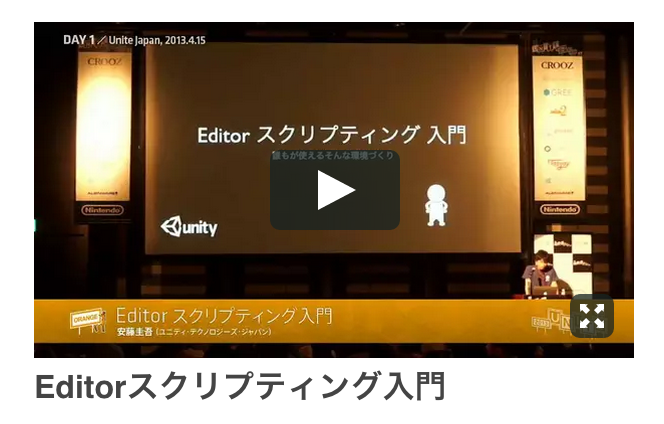 DAY 1 / Unite Japan, 2013.4.15
CROOZ
CROOZ
GREE
Editor スクリプティング 入門
誰もが使えるそんな環境づくり
unity
Nintendo
Nintendo
ORANGE
Editor スクリプティング入門
安藤圭吾 (ユニティ・テクノロジーズ・ジャパン)
Editorスクリプティング入門